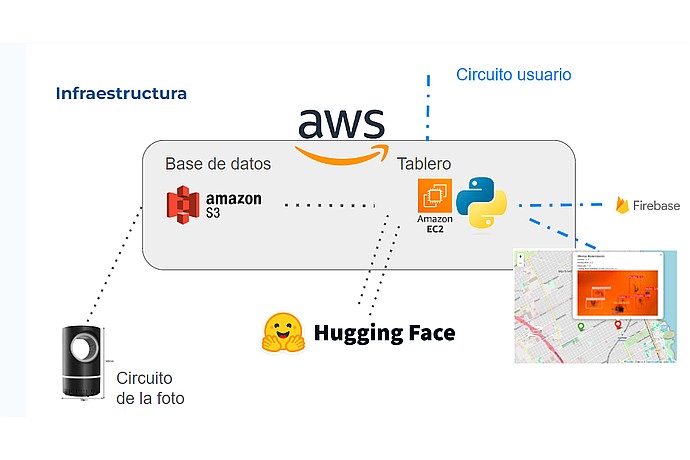 Circuito usuario
Infraestructura
aws
Base de datos
Tablero
amazon
S3
Amazon
EC2
Firebase
Hugging Face
Circuito
de la foto